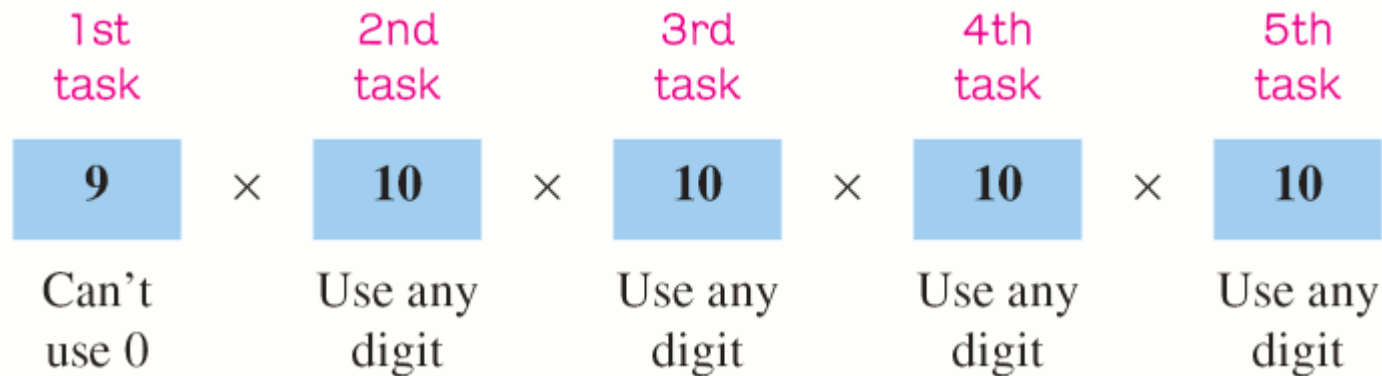 1st 2nd 3rd 4th 5th
task task task task task
9 × 10 × 10 × 10 × 10
Can’t Use any Use any Use any Use any
use 0 digit digit digit digit